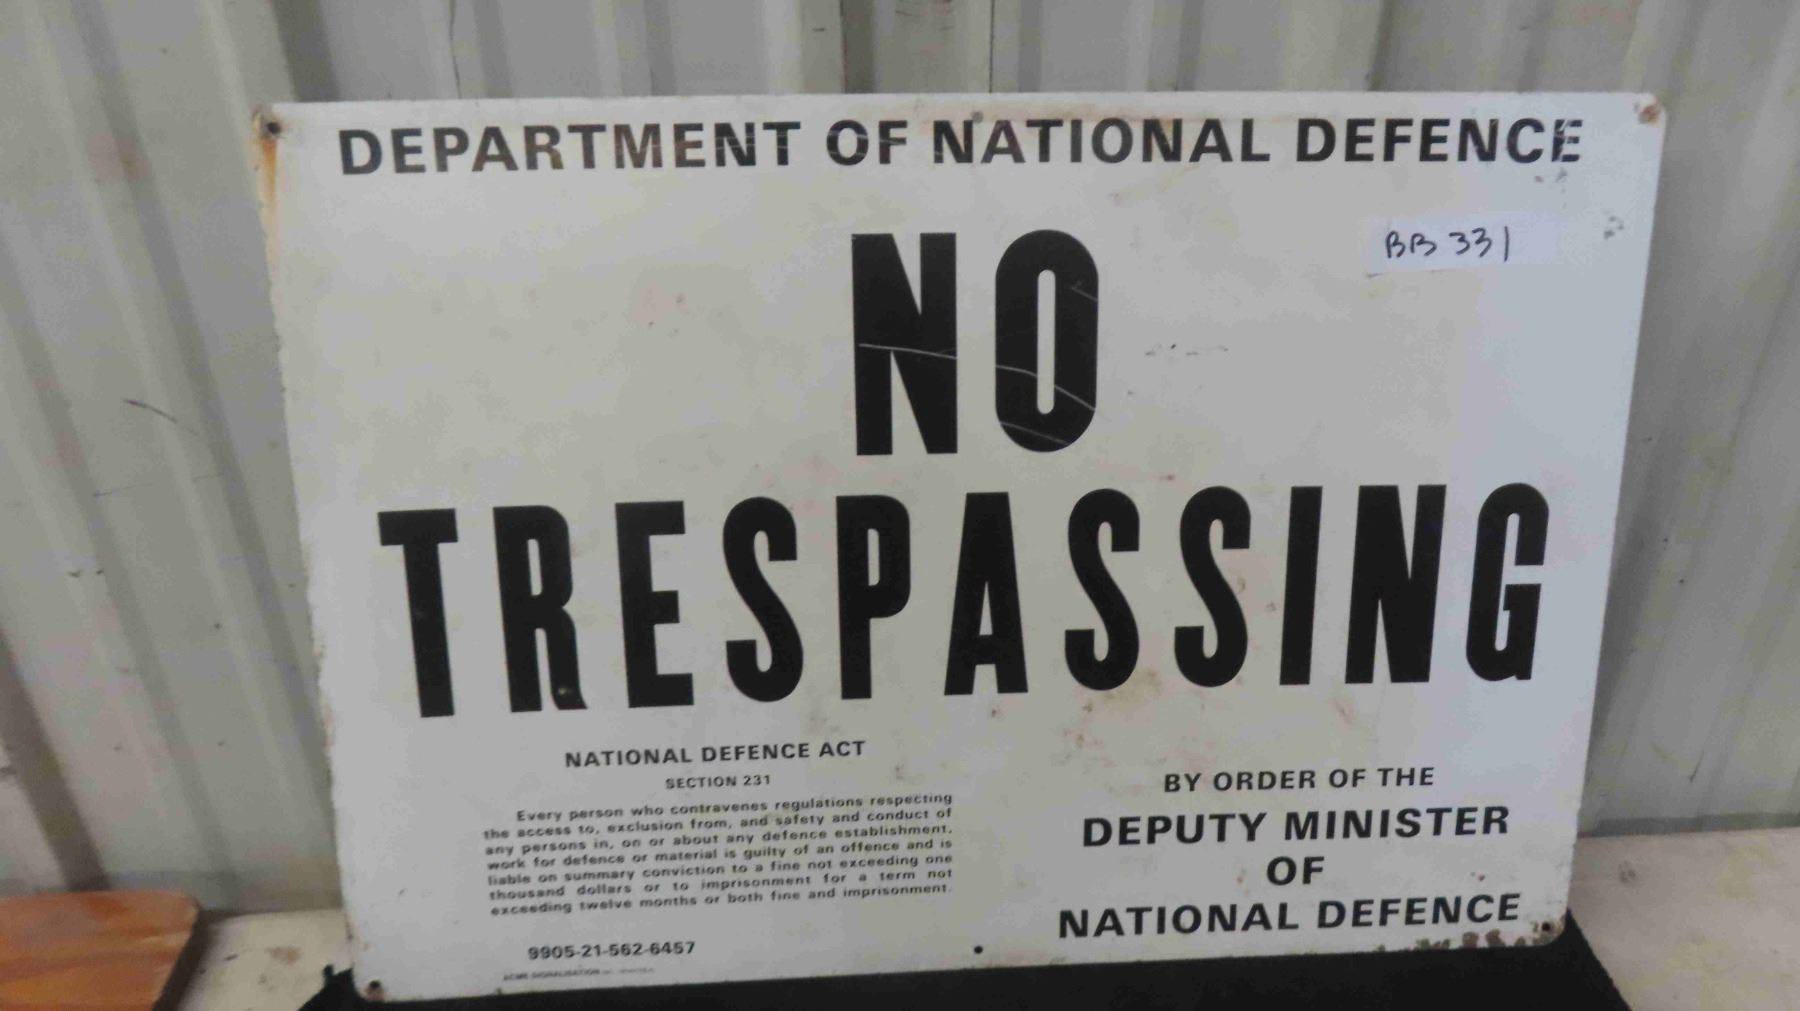 DEPARTMENT OF NATIONAL DEFENCE
BB 331
NO
TRESPASSING
NATIONAL DEFENCE ACT
SECTION 231
Every person who contravenes regulations respecting
the access to, exclusion from, and safety and conduct of
any persons in, on or about any defence establishment,
work for defence or material is guilty of an offence and is
liable on summary conviction to a fine not exceeding one
thousand dollars or to imprisonment for a term not
exceeding twelve months or both fine and imprisonment.
9905-21-562-6457
ACME SIGNALISATION
BY ORDER OF THE
DEPUTY MINISTER
OF
NATIONAL DEFENCE